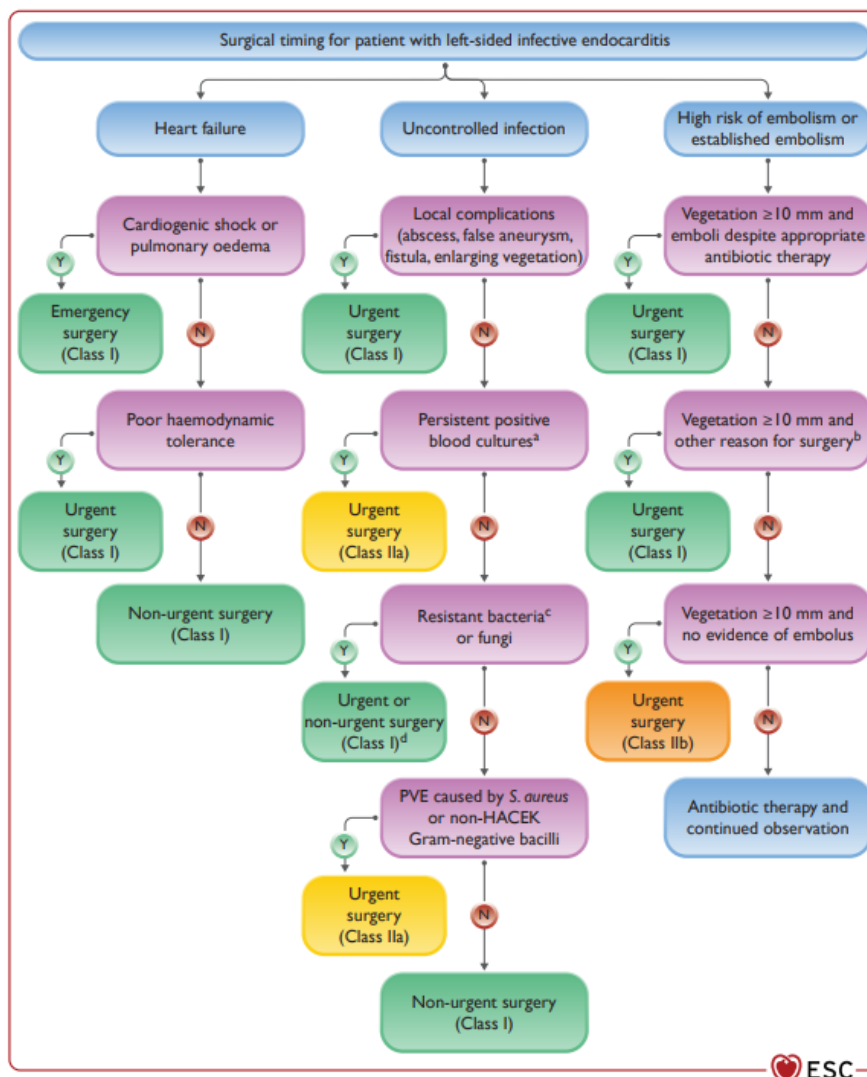 Surgical timing for patient with left-sided infective endocarditis
Heart failure
Uncontrolled infection
High risk of embolism or
established embolism
Cardiogenic shock or
pulmonary oedema
Local complications
(abscess, false aneurysm,
fistula, enlarging vegetation)
Vegetation ≥10 mm and
emboli despite appropriate
antibiotic therapy
Y
Y
Y
Emergency
surgery
(Class I)
N
Urgent
surgery
(Class I)
N
Urgent
surgery
(Class I)
N
Poor haemodynamic
tolerance
Persistent positive
blood culturesᵃ
Vegetation ≥10 mm and
other reason for surgeryᵇ
Y
Y
Y
Urgent
surgery
(Class I)
N
Urgent
surgery
(Class IIa)
N
Urgent
surgery
(Class I)
N
Non-urgent surgery
(Class I)
Resistant bacteriaᶜ
or fungi
Vegetation ≥10 mm and
no evidence of embolus
Y
Y
Urgent or
non-urgent surgery
(Class I)ᵈ
N
Urgent
surgery
(Class IIb)
N
PVE caused by S. aureus
or non-HACEK
Gram-negative bacilli
Antibiotic therapy and
continued observation
Y
Urgent
surgery
(Class IIa)
N
Non-urgent surgery
(Class I)
ESC